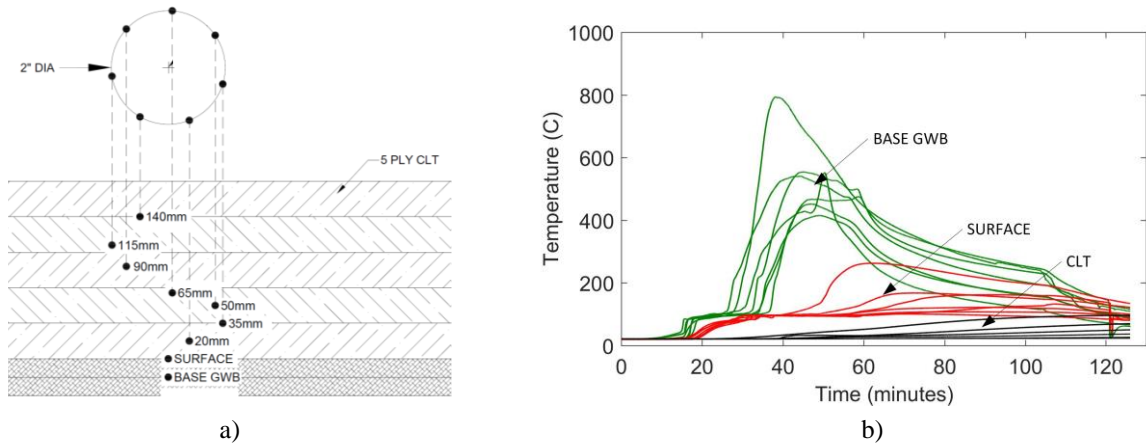 2" DIA
5 PLY CLT
140mm
115mm
90mm
65mm
50mm
35mm
20mm
SURFACE
BASE GWB
a)
1000
800
600
400
200
0
Temperature (C)
BASE GWB
SURFACE
CLT
0 20 40 60 80 100 120
Time (minutes)
b)